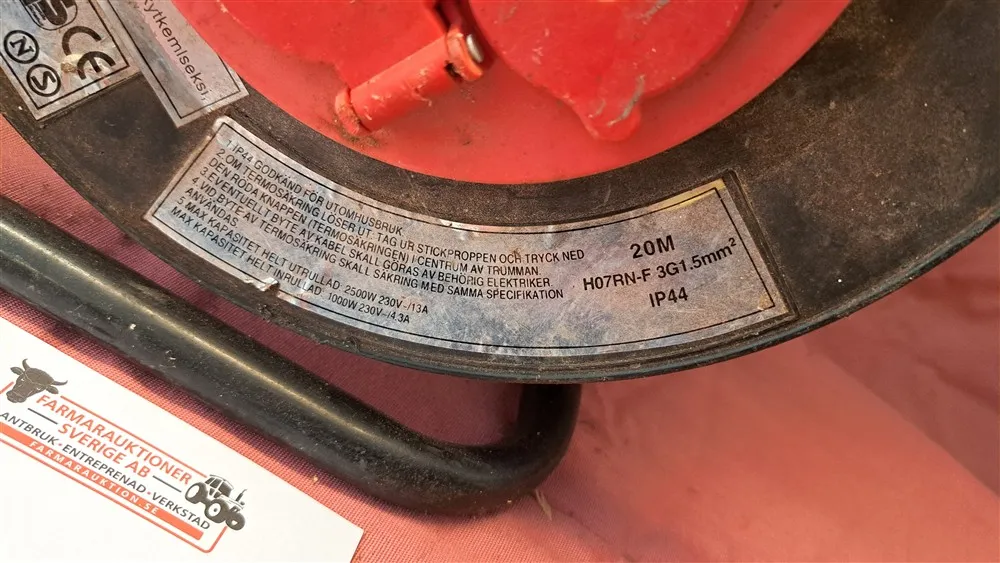 CE
N
S
kytkemiseksi.
1.IP44 GODKÄND FÖR UTOMHUSBRUK
2.OM TERMOSÄKRING LÖSER UT. TAG UR STICKPROPPEN OCH TRYCK NED
DEN RÖDA KNAPPEN (TERMOSÄKRINGEN) I CENTRUM AV TRUMMAN.
3.EVENTUELLT BYTE AV KABEL, SKALL GÖRAS AV BEHÖRIG ELEKTRIKER.
4.VID BYTE AV TERMOSÄKRING SKALL SÄKRING MED SAMMA SPECIFIKATION
ANVÄNDAS.
5. MAX KAPASITET HELT UTRULLAD 2500W 230V~/13A
MAX KAPASITET HELT INRULLAD 1000W 230V~/4.3A
20M
H07RN-F 3G1.5mm²
IP44
FARMARAUKTIONER
SVERIGE AB
ANTBRUK-ENTREPRENAD-VERKSTAD
FARMARAUKTION.SE